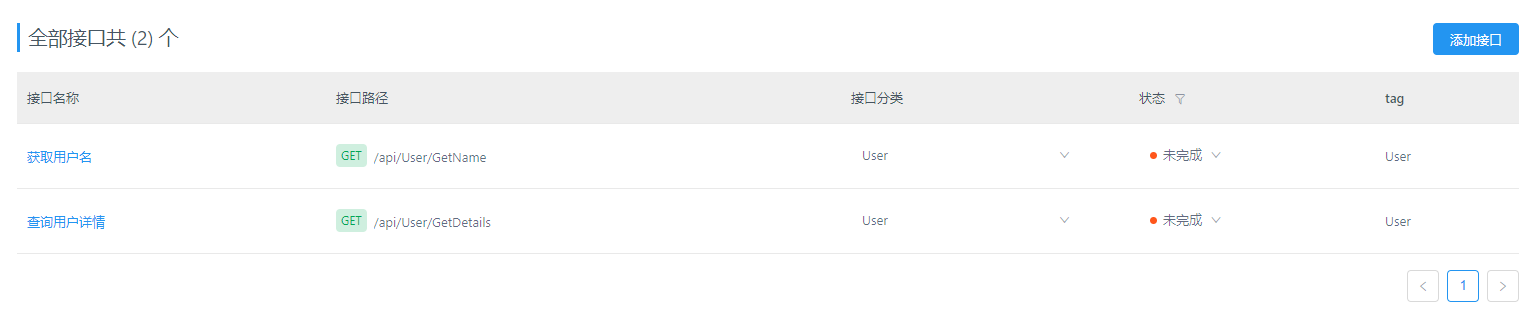 全部接口共 (2) 个
添加接口
接口名称 接口路径 接口分类 状态 tag
获取用户名 GET /api/User/GetName User 未完成 User
查询用户详情 GET /api/User/GetDetails User 未完成 User
1